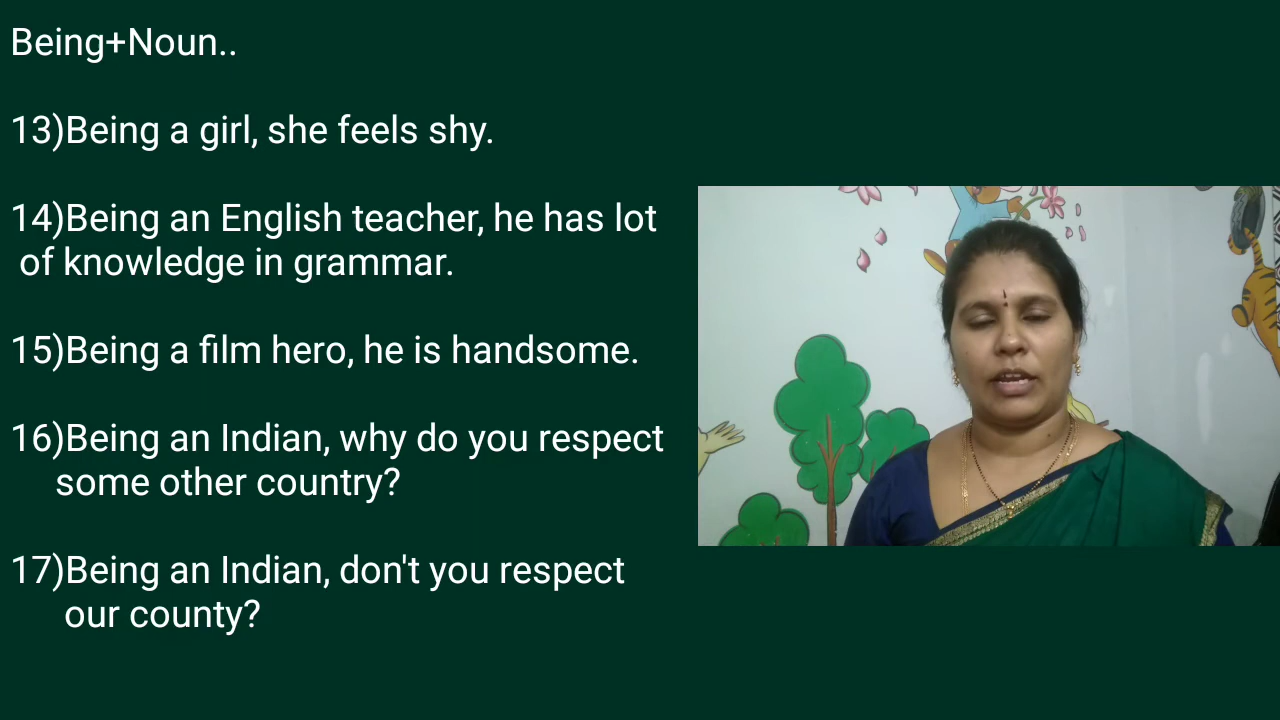 Being+Noun..
13)Being a girl, she feels shy.
14)Being an English teacher, he has lot
of knowledge in grammar.
15)Being a film hero, he is handsome.
16)Being an Indian, why do you respect
some other country?
17)Being an Indian, don't you respect
our county?